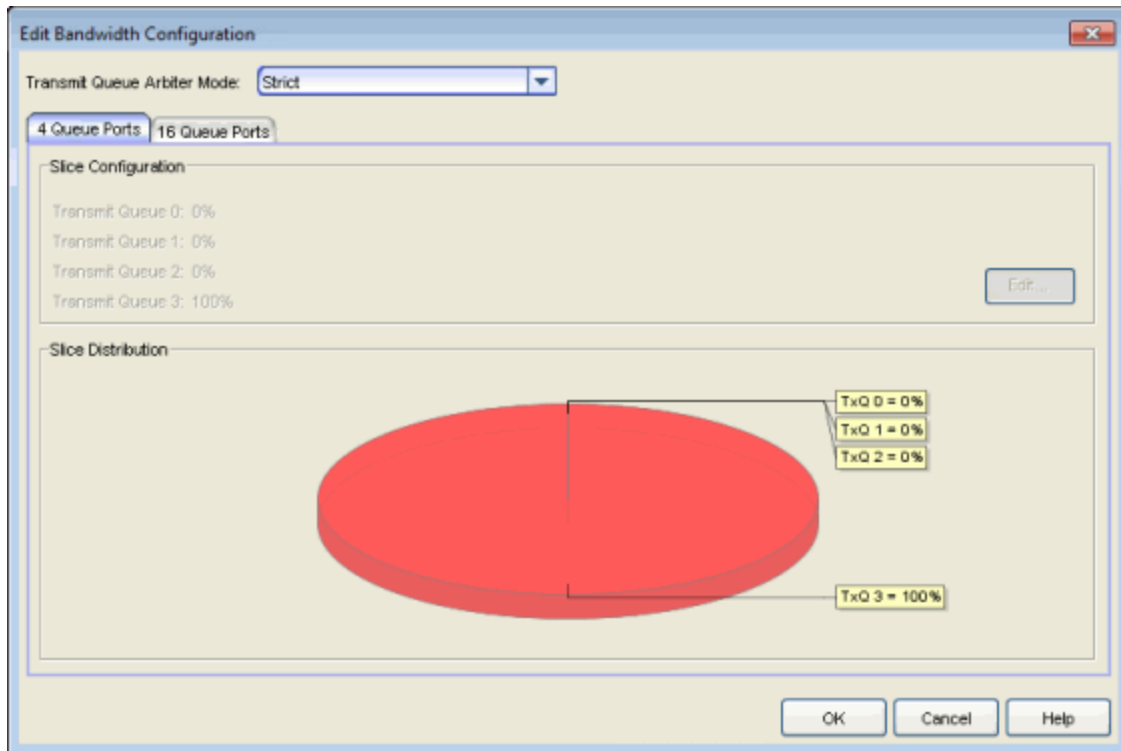 Edit Bandwidth Configuration
Transmit Queue Arbiter Mode: Strict
4 Queue Ports 16 Queue Ports
Slice Configuration
Transmit Queue 0: 0%
Transmit Queue 1: 0%
Transmit Queue 2: 0%
Transmit Queue 3: 100%
Edit...
Slice Distribution
TxQ 0 = 0%
TxQ 1 = 0%
TxQ 2 = 0%
TxQ 3 = 100%
OK Cancel Help